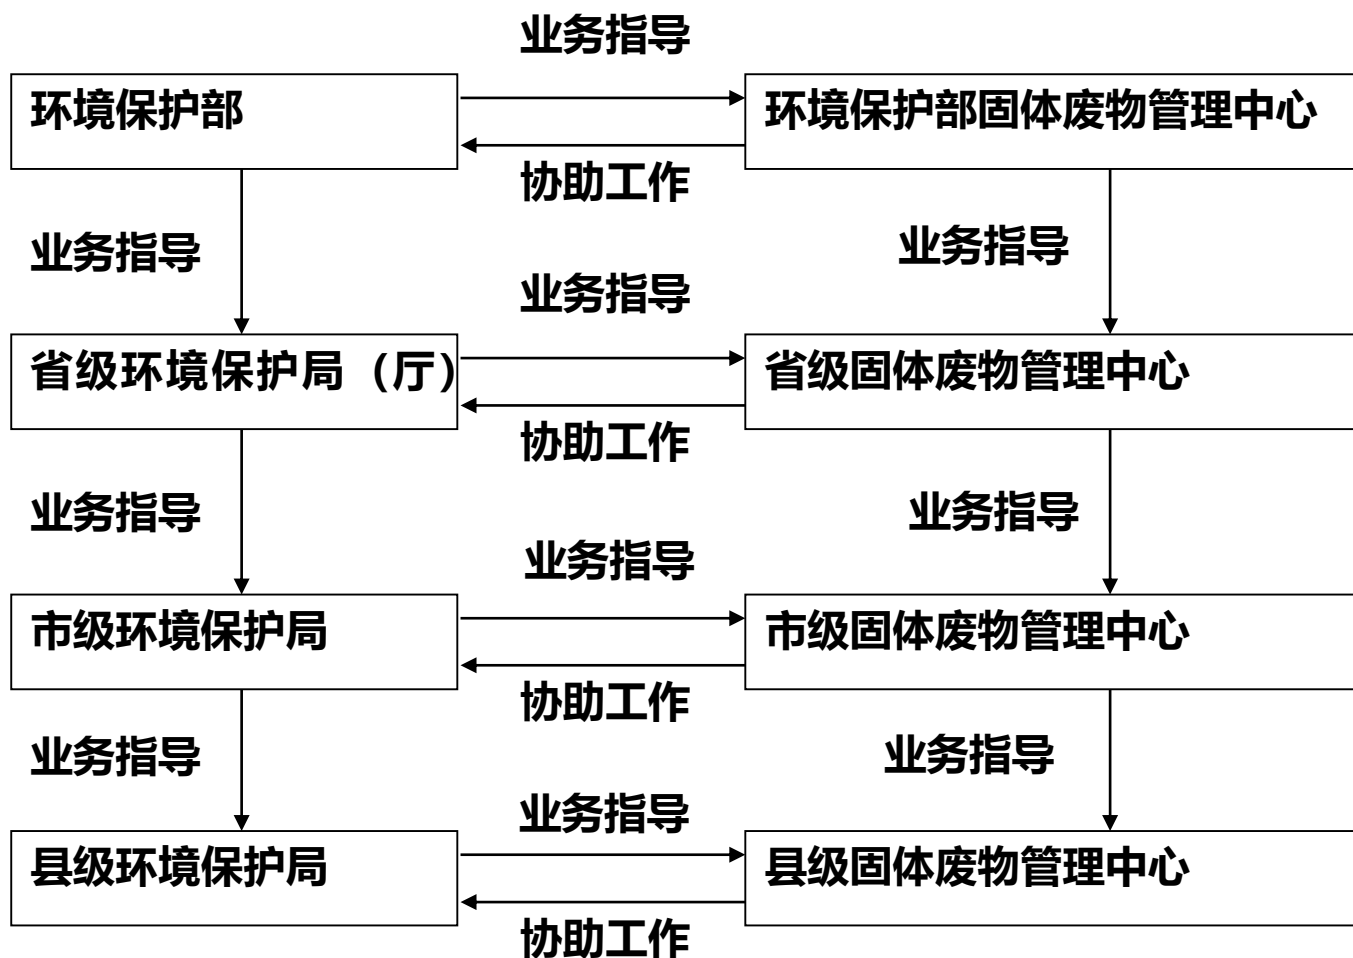 业务指导
环境保护部
环境保护部固体废物管理中心
协助工作
业务指导
业务指导
业务指导
省级环境保护局（厅）
省级固体废物管理中心
协助工作
业务指导
业务指导
业务指导
市级环境保护局
市级固体废物管理中心
协助工作
业务指导
业务指导
业务指导
县级环境保护局
县级固体废物管理中心
协助工作